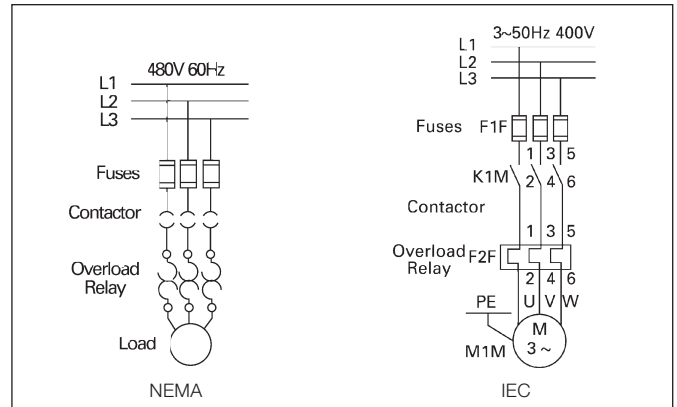 480V 60Hz
L1
L2
L3
Fuses
Contactor
Overload
Relay
Load
NEMA
3~50Hz 400V
L1
L2
L3
Fuses F1F
1 3 5
K1M
2 4 6
Contactor
1 3 5
Overload
Relay F2F
2 4 6
PE U V W
M
3 ~
M1M
IEC